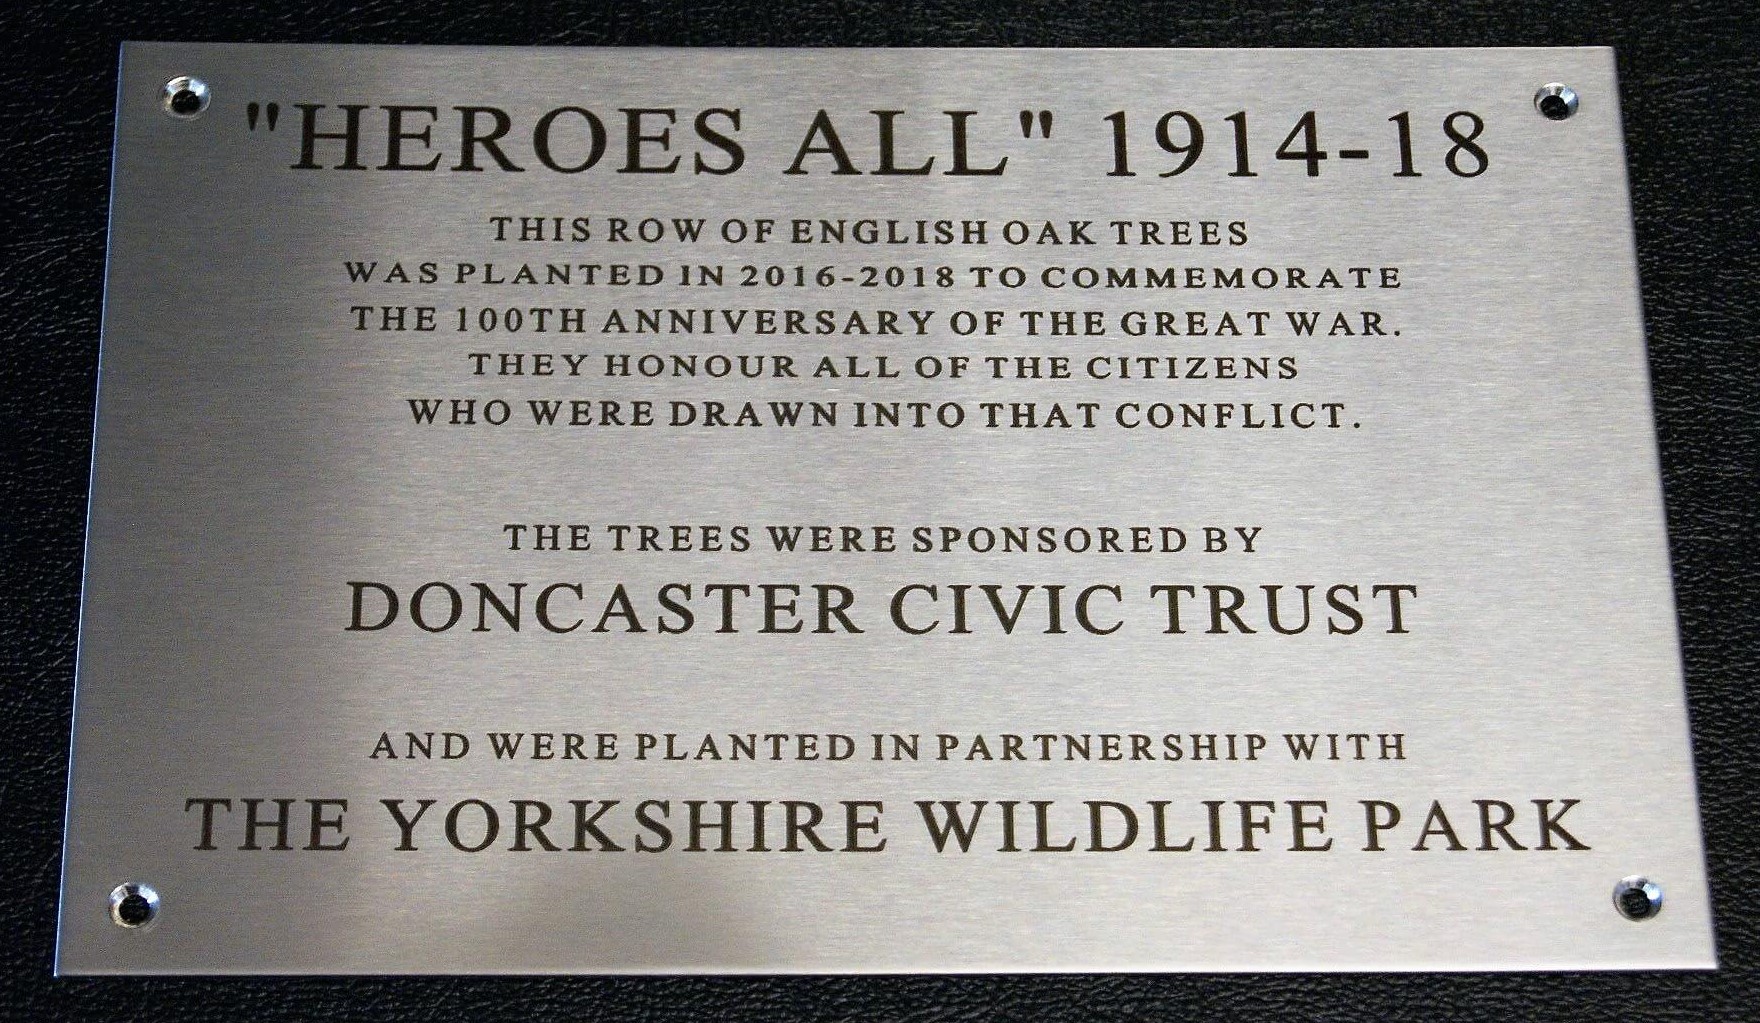 "HEROES ALL" 1914-18
THIS ROW OF ENGLISH OAK TREES
WAS PLANTED IN 2016-2018 TO COMMEMORATE
THE 100TH ANNIVERSARY OF THE GREAT WAR.
THEY HONOUR ALL OF THE CITIZENS
WHO WERE DRAWN INTO THAT CONFLICT.
THE TREES WERE SPONSORED BY
DONCASTER CIVIC TRUST
AND WERE PLANTED IN PARTNERSHIP WITH
THE YORKSHIRE WILDLIFE PARK